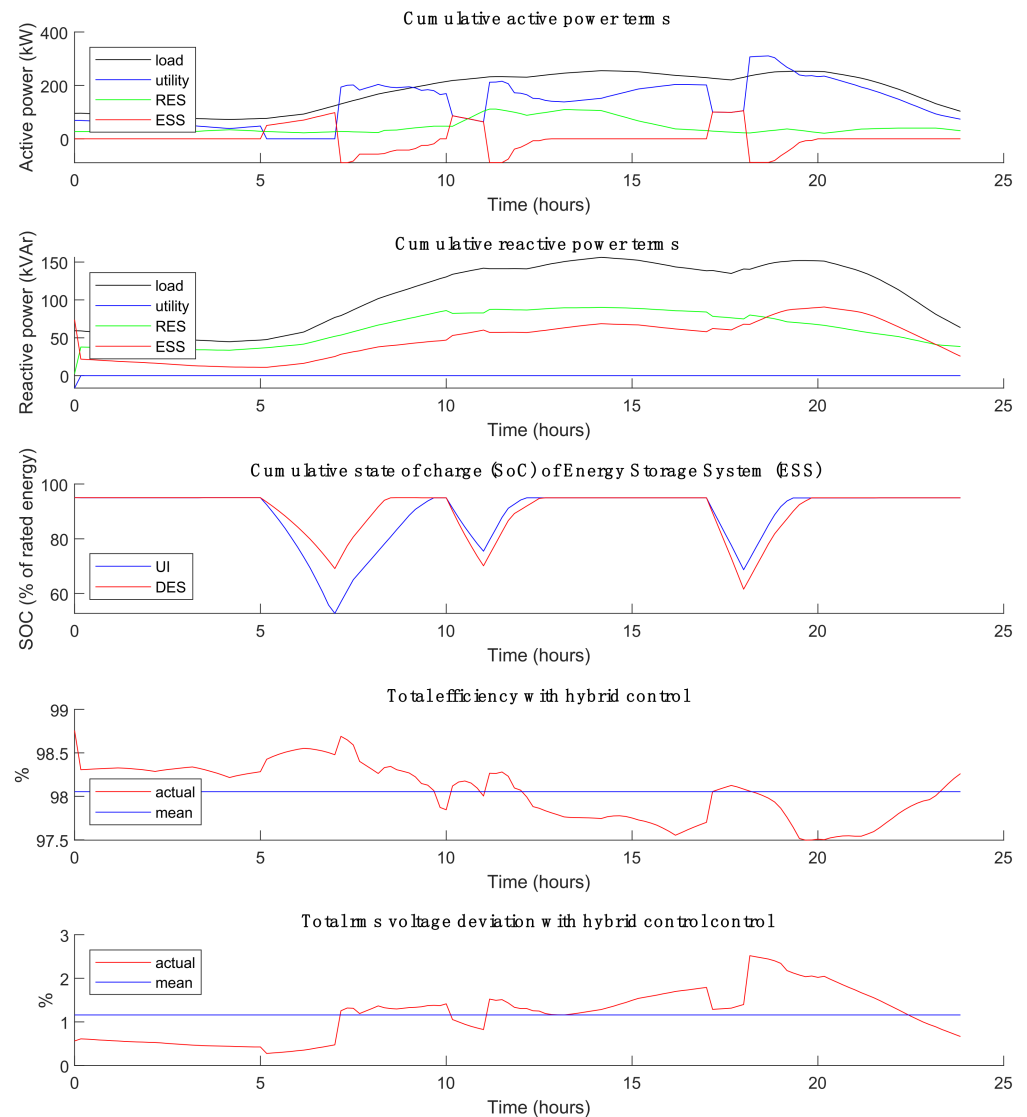 Cumulative active power terms
Active power (kW)
400
200
0
load
utility
RES
ESS
0 5 10 15 20 25
Time (hours)
Cumulative reactive power terms
Reactive power (kVAr)
150
100
50
0
load
utility
RES
ESS
0 5 10 15 20 25
Time (hours)
Cumulative state of charge (SoC) of Energy Storage System (ESS)
SOC (% of rated energy)
100
80
60
UI
DES
0 5 10 15 20 25
Time (hours)
Total efficiency with hybrid control
%
99
98.5
98
97.5
actual
mean
0 5 10 15 20 25
Time (hours)
Total rms voltage deviation with hybrid control control
%
3
2
1
0
actual
mean
0 5 10 15 20 25
Time (hours)